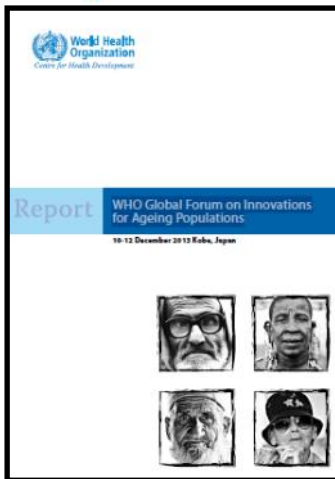 World Health
Organization
Centre for Health Development
Report
WHO Global Forum on Innovations
for Ageing Populations
10-12 December 2013 Kobe, Japan